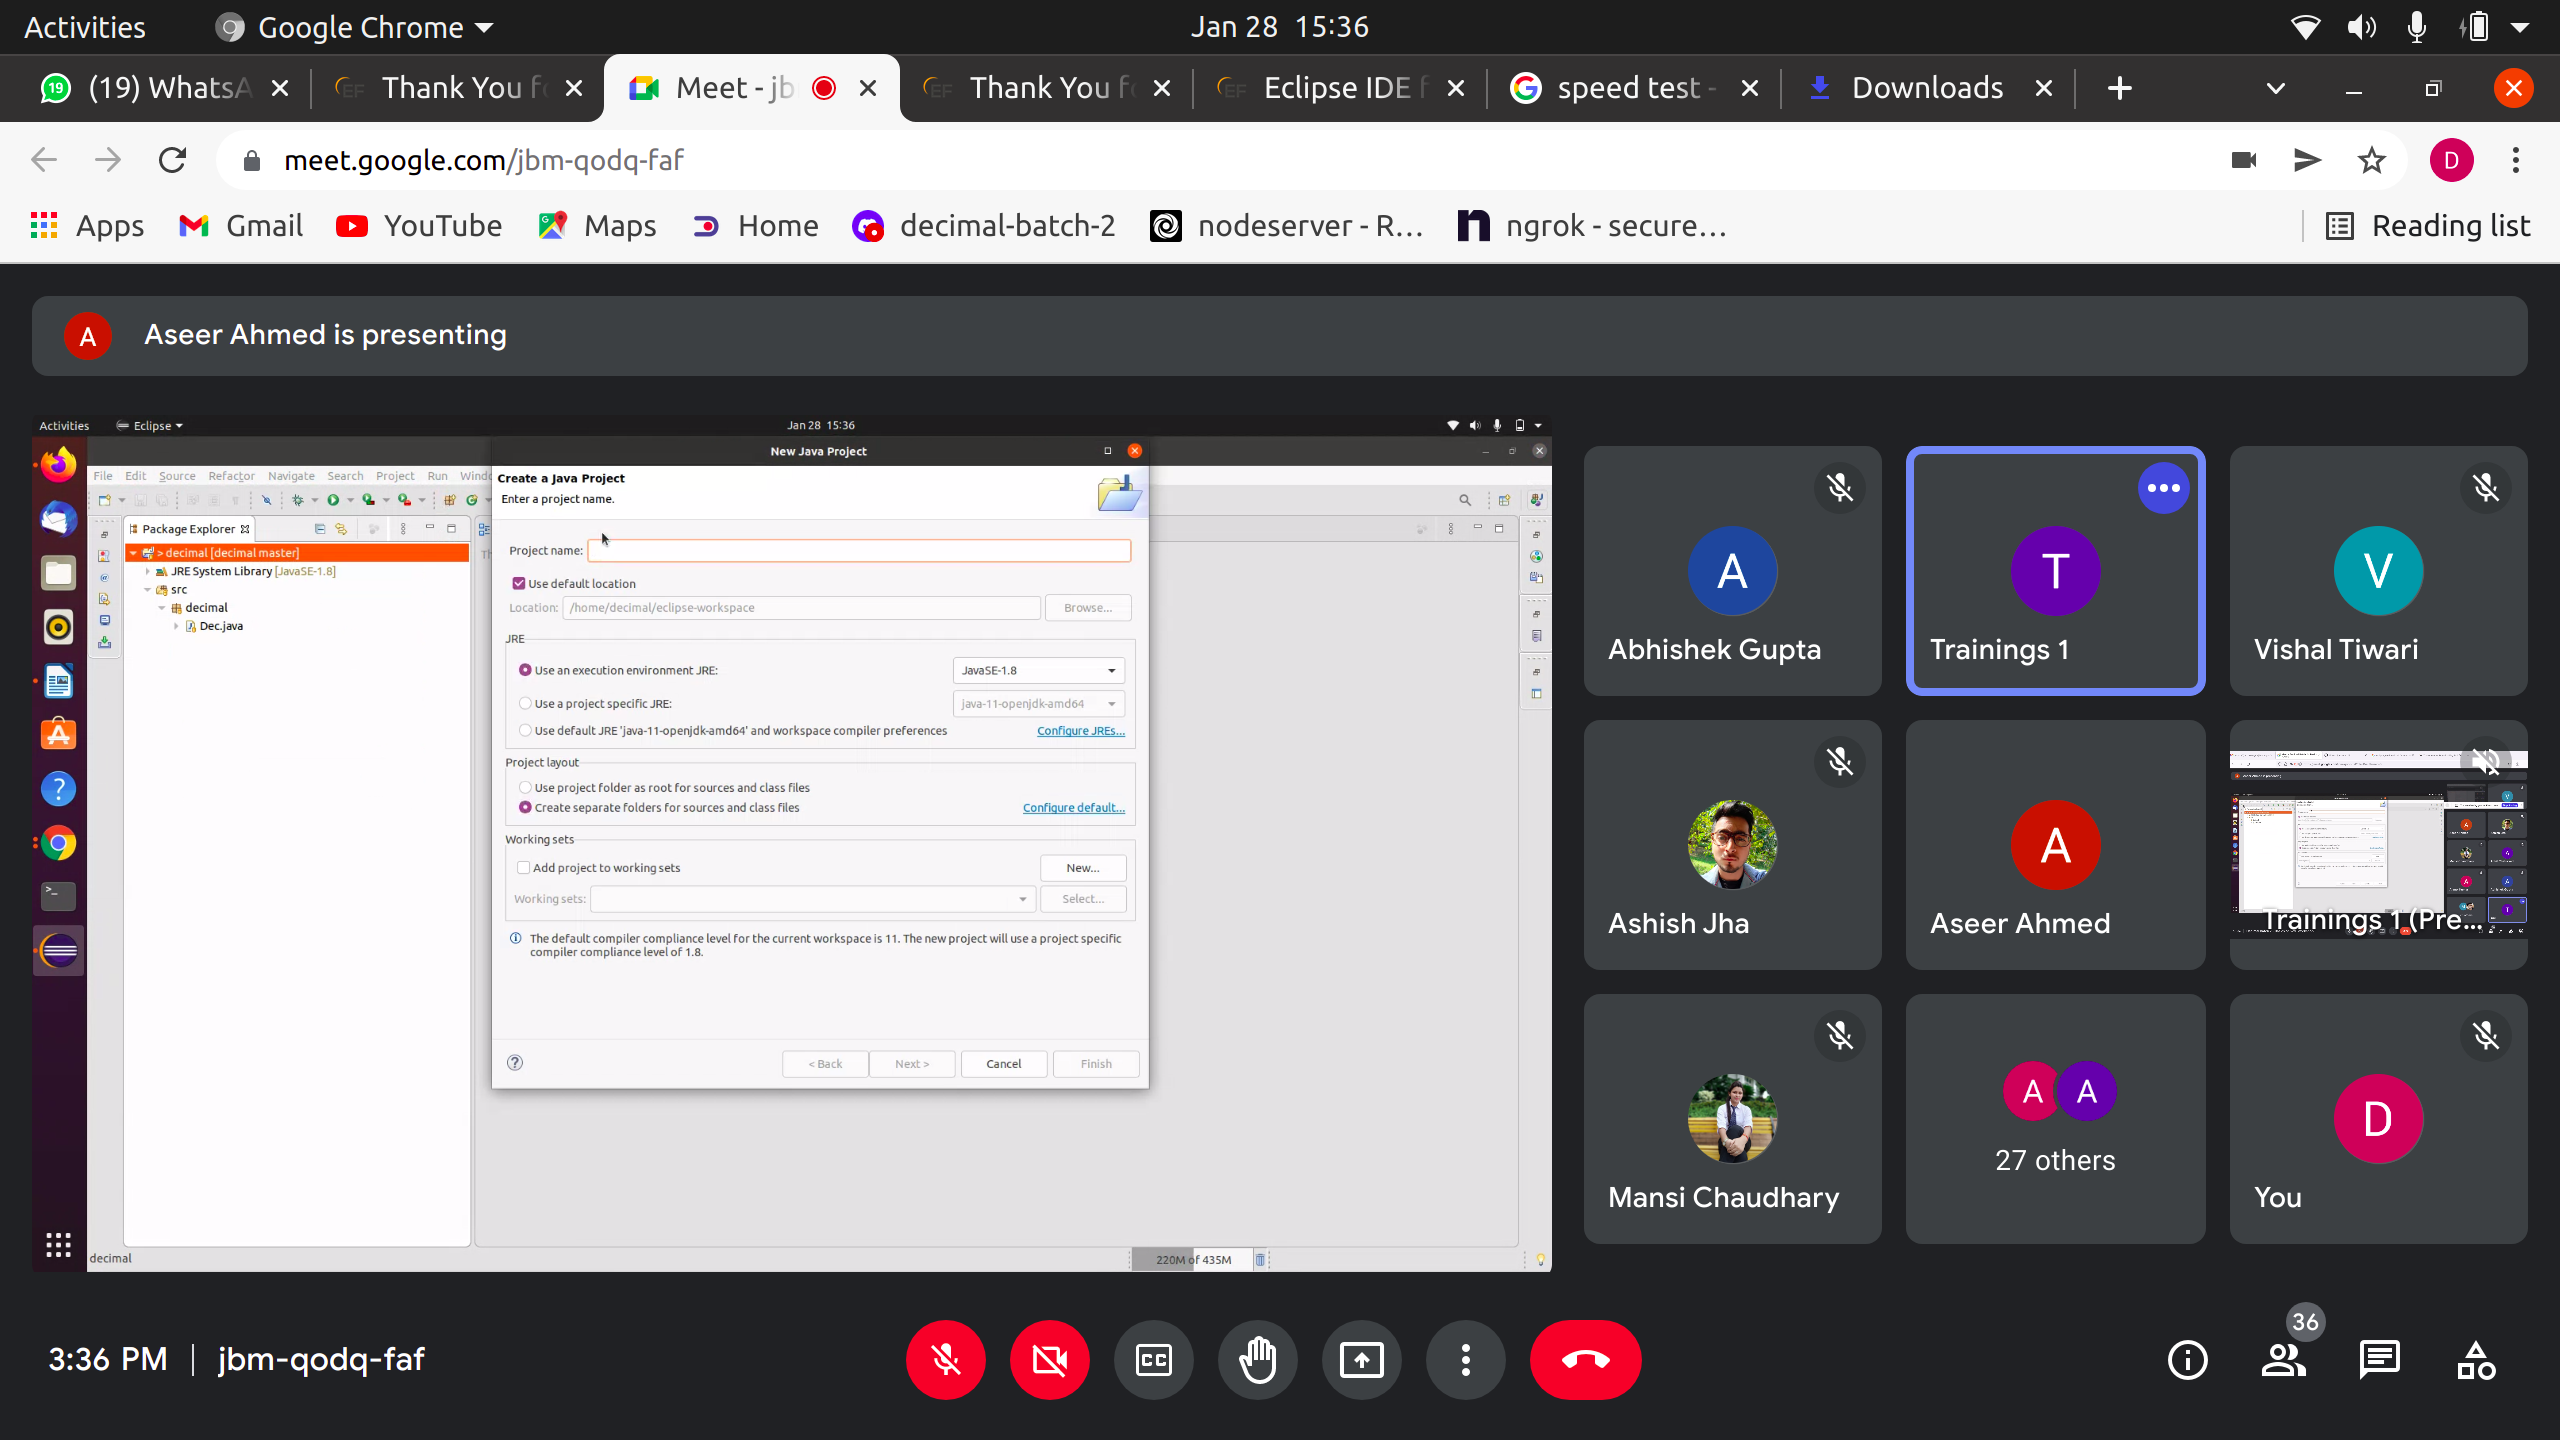 Activities Google Chrome Jan 28 15:36
(19) WhatsA Thank You fo Meet - jb Thank You fo Eclipse IDE f speed test - Downloads
meet.google.com/jbm-qodq-faf D
Apps Gmail YouTube Maps Home decimal-batch-2 nodeserver - R... ngrok - secure... Reading list
A Aseer Ahmed is presenting
Activities Eclipse Jan 28 15:36
New Java Project
File Edit Source Refactor Navigate Search Project Run Windo
Create a Java Project
Enter a project name.
Package Explorer
> decimal [decimal master]
JRE System Library [JavaSE-1.8]
src
decimal
Dec.java
Project name:
Use default location
Location: /home/decimal/eclipse-workspace Browse...
JRE
Use an execution environment JRE: JavaSE-1.8
Use a project specific JRE: java-11-openjdk-amd64
Use default JRE 'java-11-openjdk-amd64' and workspace compiler preferences Configure JREs...
Project layout
Use project folder as root for sources and class files
Create separate folders for sources and class files Configure default...
Working sets
Add project to working sets New...
Working sets: Select...
The default compiler compliance level for the current workspace is 11. The new project will use a project specific
compiler compliance level of 1.8.
< Back Next > Cancel Finish
decimal 220M of 435M
A T V
Abhishek Gupta Trainings 1 Vishal Tiwari
A
Ashish Jha Aseer Ahmed Trainings 1 (Pre...
A A D
27 others
Mansi Chaudhary You
3:36 PM | jbm-qodq-faf 36